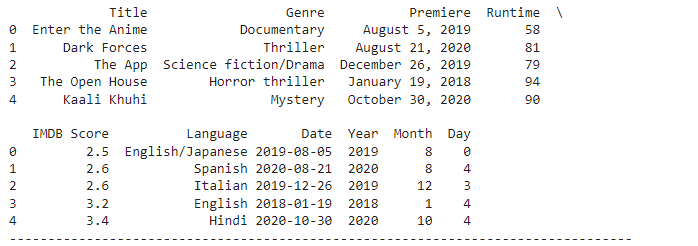 Title Genre Premiere Runtime \
0 Enter the Anime Documentary August 5, 2019 58
1 Dark Forces Thriller August 21, 2020 81
2 The App Science fiction/Drama December 26, 2019 79
3 The Open House Horror thriller January 19, 2018 94
4 Kaali Khuhi Mystery October 30, 2020 90
IMDB Score Language Date Year Month Day
0 2.5 English/Japanese 2019-08-05 2019 8 0
1 2.6 Spanish 2020-08-21 2020 8 4
2 2.6 Italian 2019-12-26 2019 12 3
3 3.2 English 2018-01-19 2018 1 4
4 3.4 Hindi 2020-10-30 2020 10 4
--------------------------------------------------------------------------------